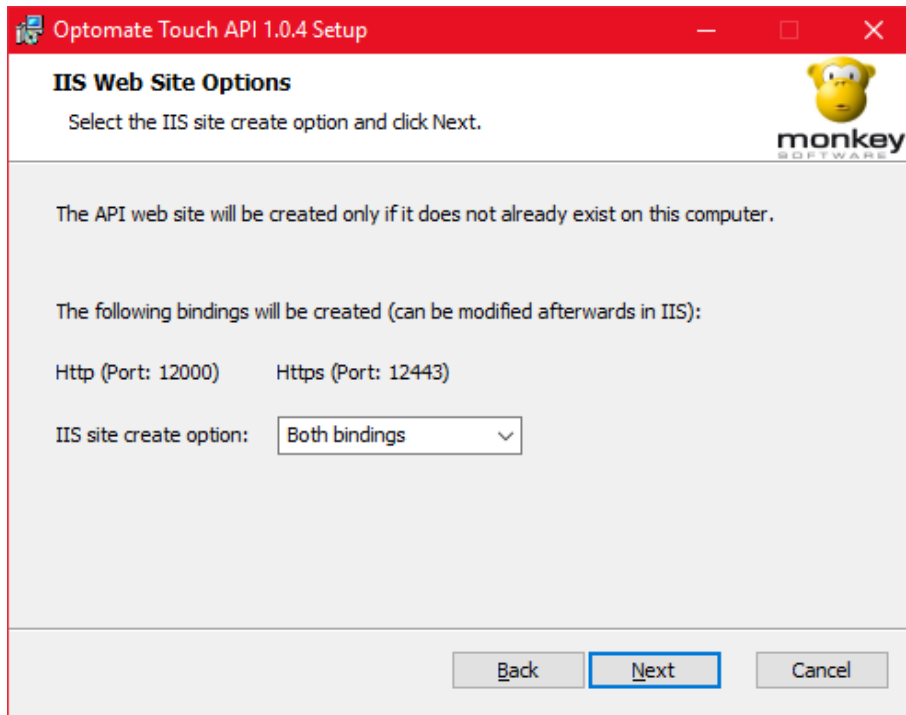 Optomate Touch API 1.0.4 Setup
IIS Web Site Options
Select the IIS site create option and click Next.
monkey
SOFTWARE
The API web site will be created only if it does not already exist on this computer.
The following bindings will be created (can be modified afterwards in IIS):
Http (Port: 12000) Https (Port: 12443)
IIS site create option: Both bindings
Back Next Cancel